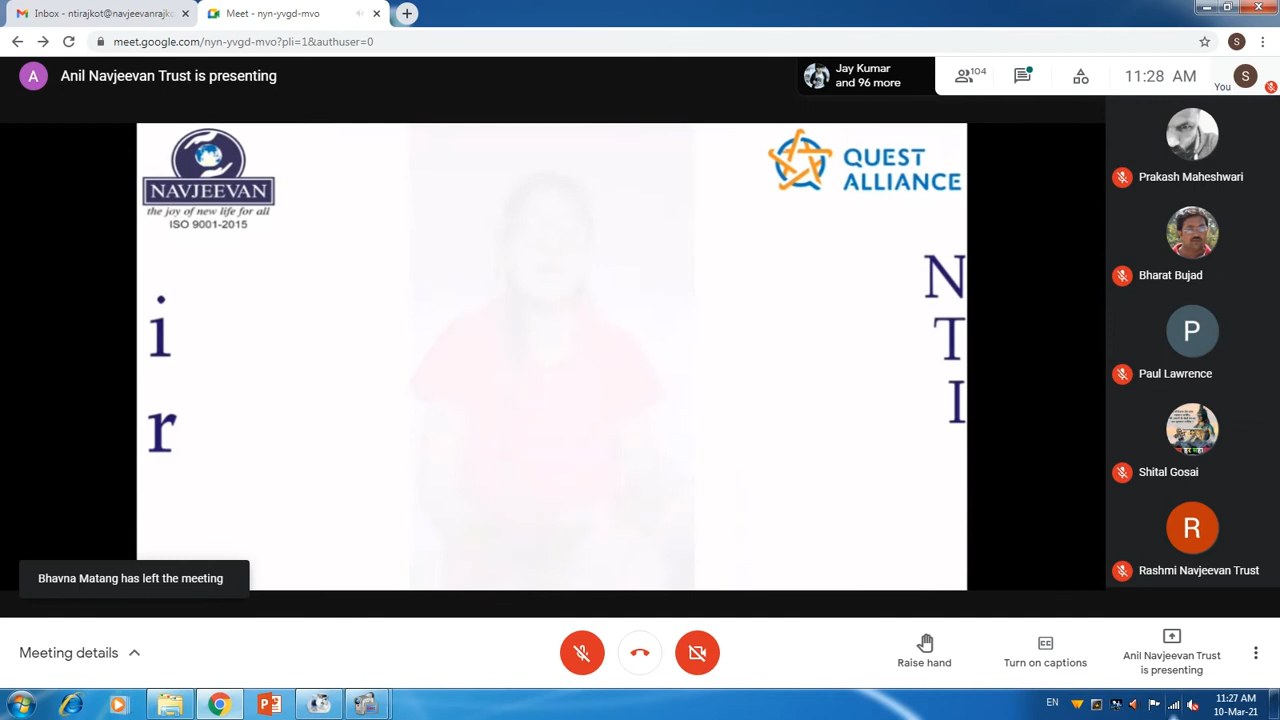 Inbox - ntirajkot@navjeevanrajko
Meet - nyn-yvgd-mvo
meet.google.com/nyn-yvgd-mvo?pli=1&authuser=0
S
A
Anil Navjeevan Trust is presenting
Jay Kumar
and 96 more
104
11:28 AM
You
S
NAVJEEVAN
the joy of new life for all
ISO 9001-2015
QUEST
ALLIANCE
i
r
N
T
I
Prakash Maheshwari
Bharat Bujad
P
Paul Lawrence
Shital Gosai
R
Rashmi Navjeevan Trust
Bhavna Matang has left the meeting
Meeting details
Raise hand
Turn on captions
Anil Navjeevan Trust
is presenting
EN
11:27 AM
10-Mar-21